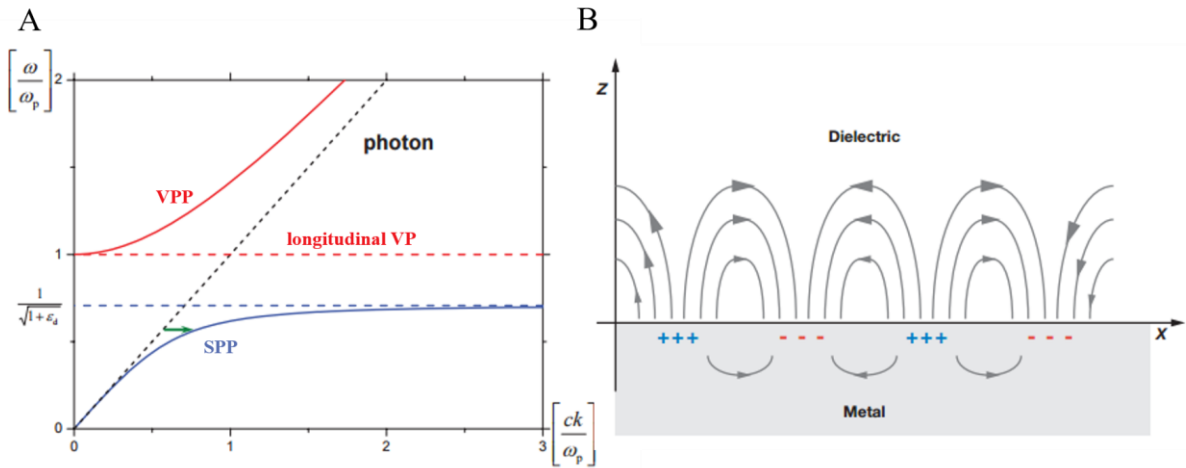 A
[ω/ω_p]
2
photon
VPP
longitudinal VP
1
1/√(1+ε_d)
SPP
0
0
1
2
3
[ck/ω_p]
B
z
Dielectric
+++
- - -
+++
- - -
x
Metal